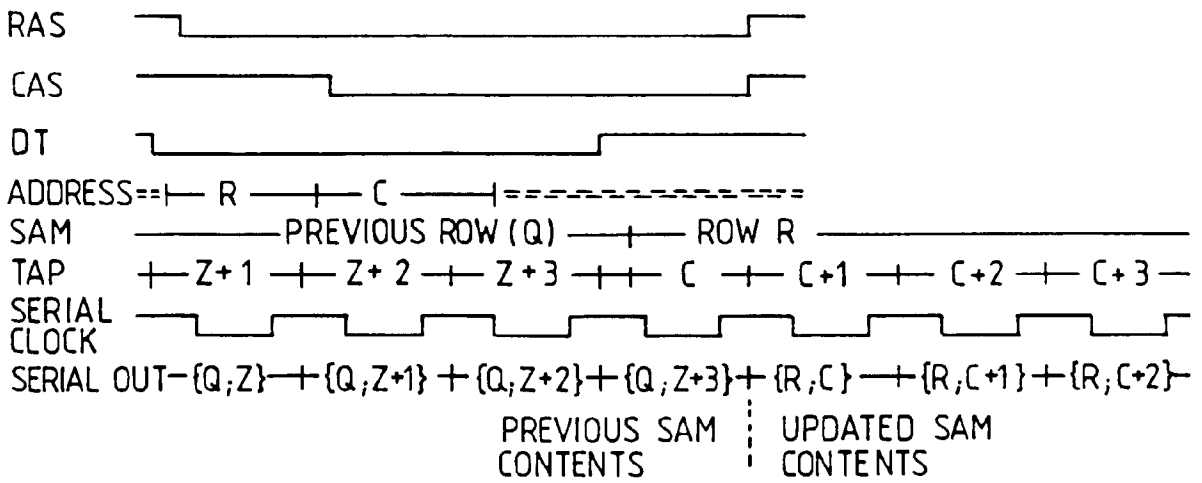 RAS
CAS
DT
ADDRESS R C
SAM PREVIOUS ROW (Q) ROW R
TAP Z+1 Z+2 Z+3 C C+1 C+2 C+3
SERIAL CLOCK
SERIAL OUT {Q;Z} {Q;Z+1} {Q;Z+2} {Q;Z+3} {R;C} {R;C+1} {R;C+2}
PREVIOUS SAM CONTENTS
UPDATED SAM CONTENTS